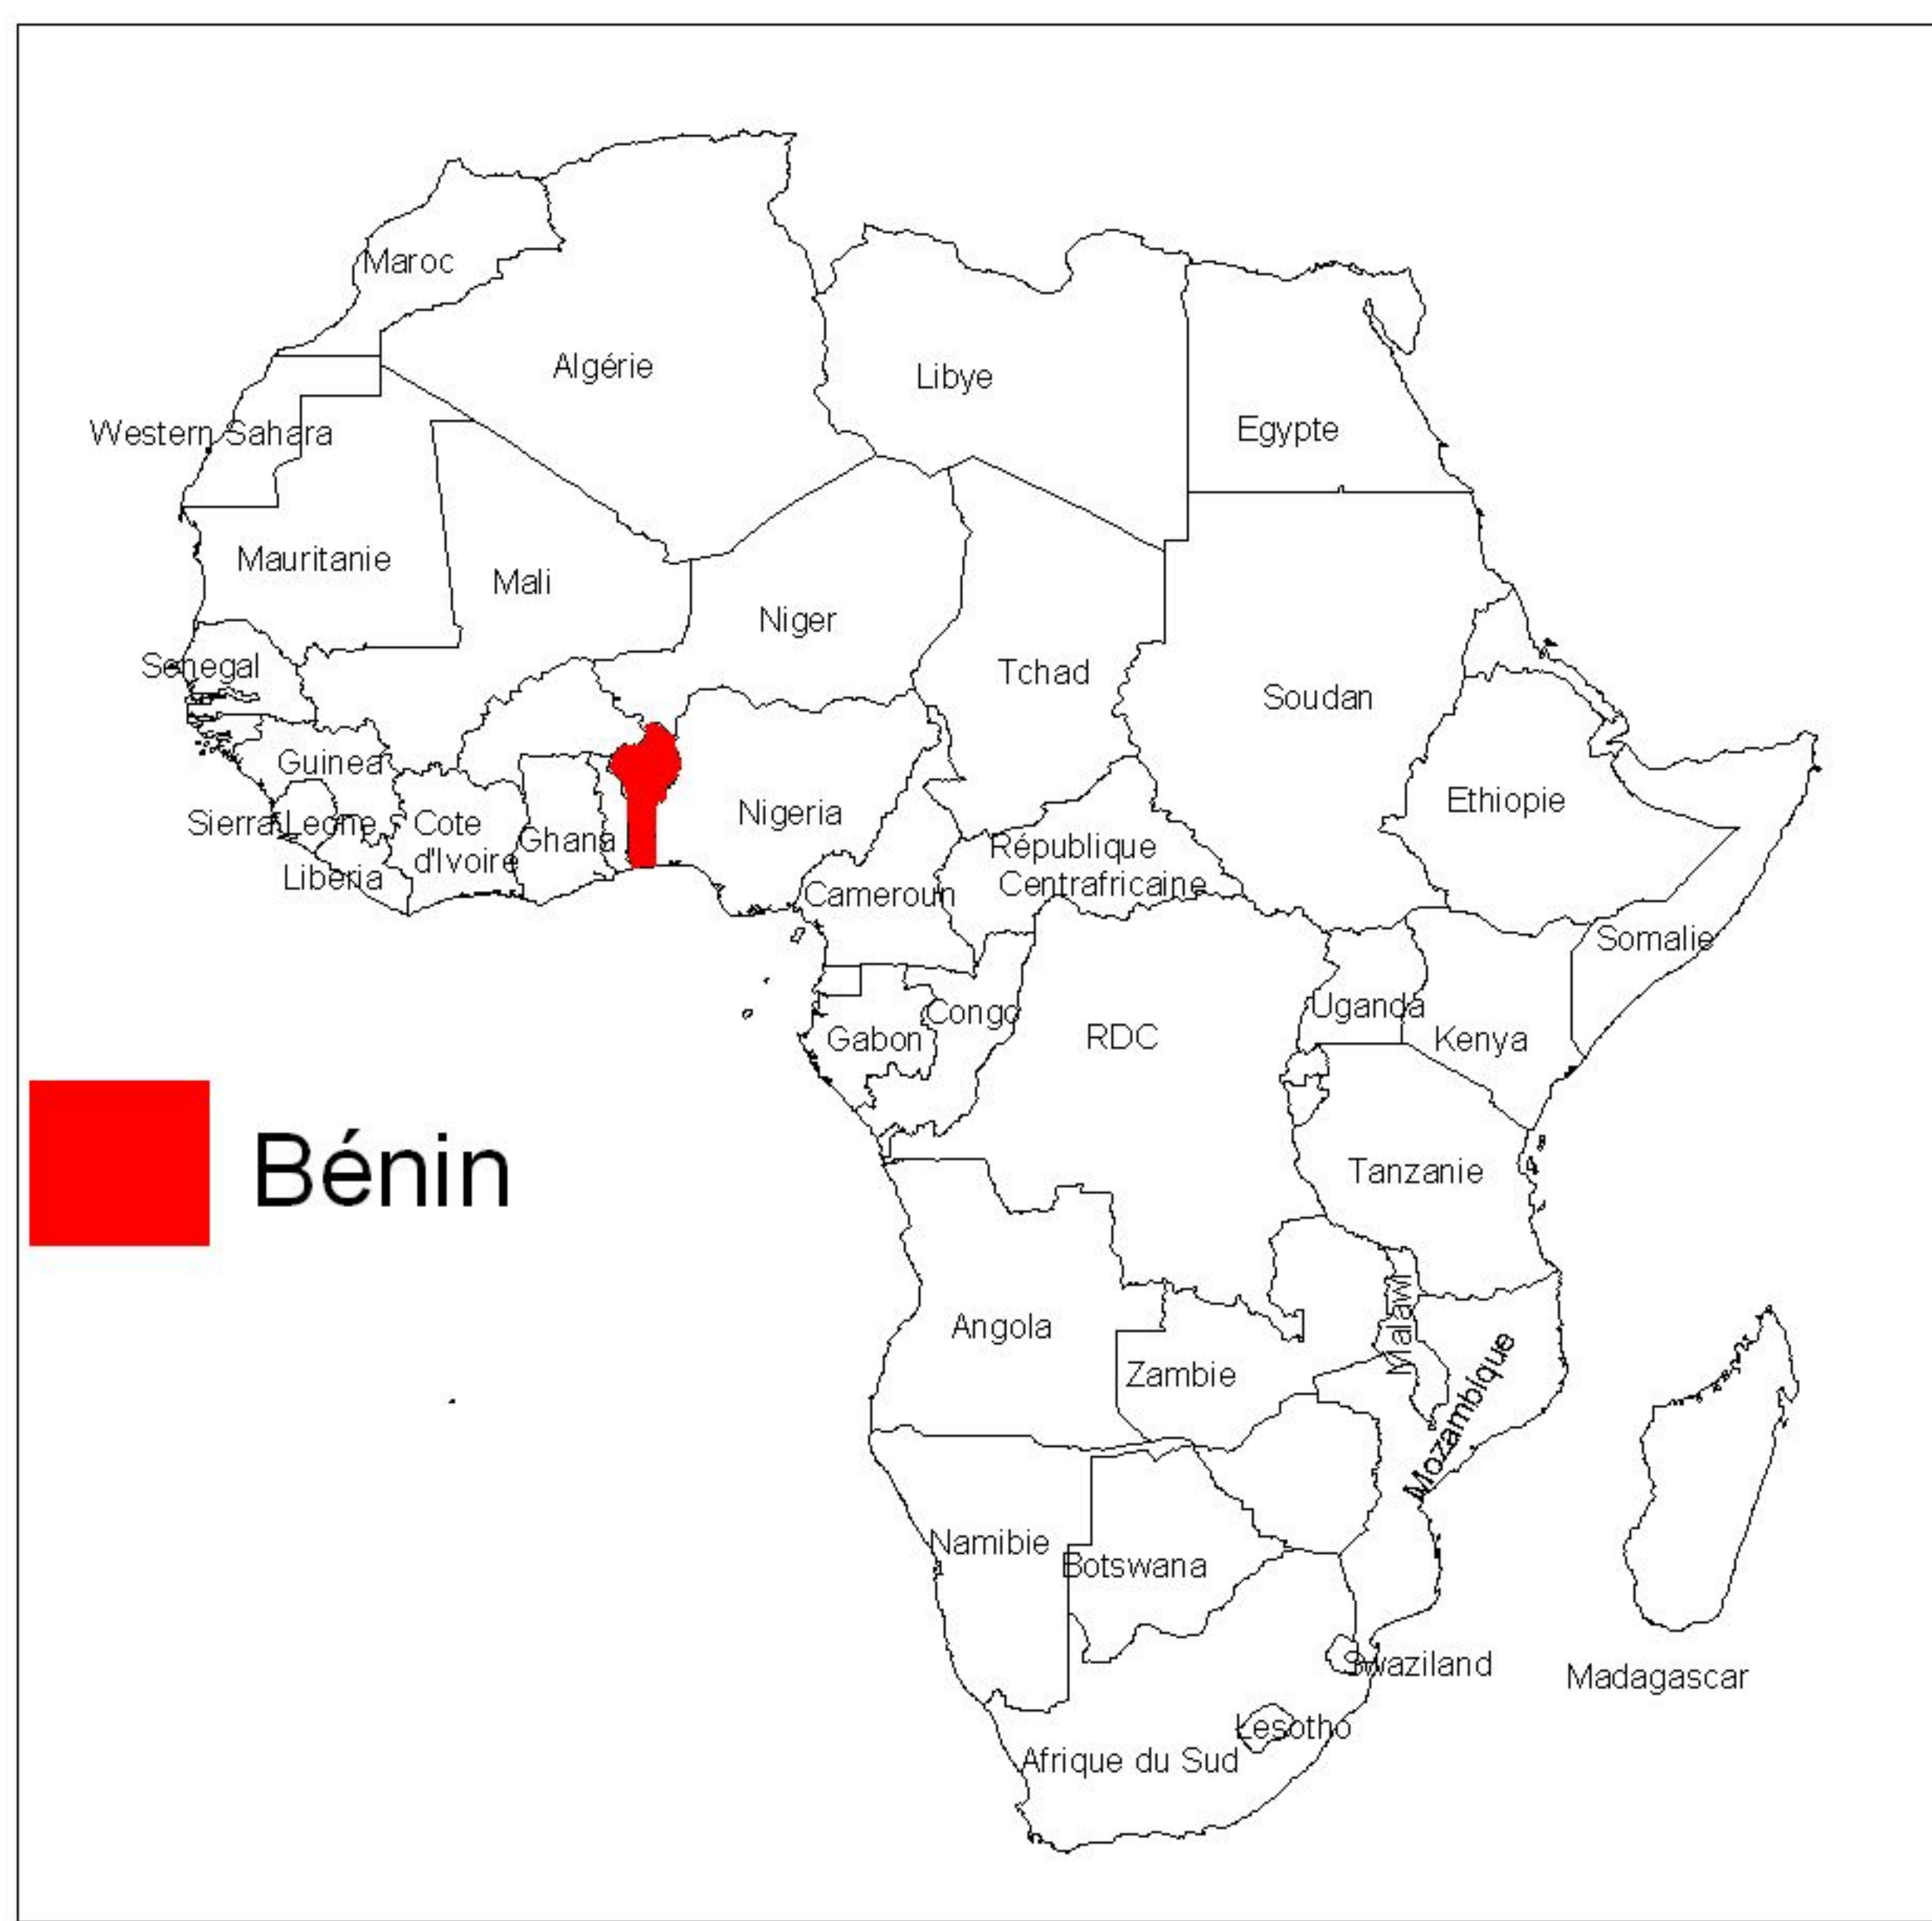 Maroc
Algérie
Libye
Egypte
Western Sahara
Mauritanie
Mali
Niger
Tchad
Soudan
Senegal
Guinea
Sierra Leone
Liberia
Cote
d'Ivoire
Ghana
Nigeria
Cameroun
République
Centrafricaine
Ethiopie
Somalie
Uganda
Kenya
Gabon
Congo
RDC
Bénin
Tanzanie
Angola
Zambie
Malawi
Mozambique
Namibie
Botswana
Swaziland
Madagascar
Lesotho
Afrique du Sud